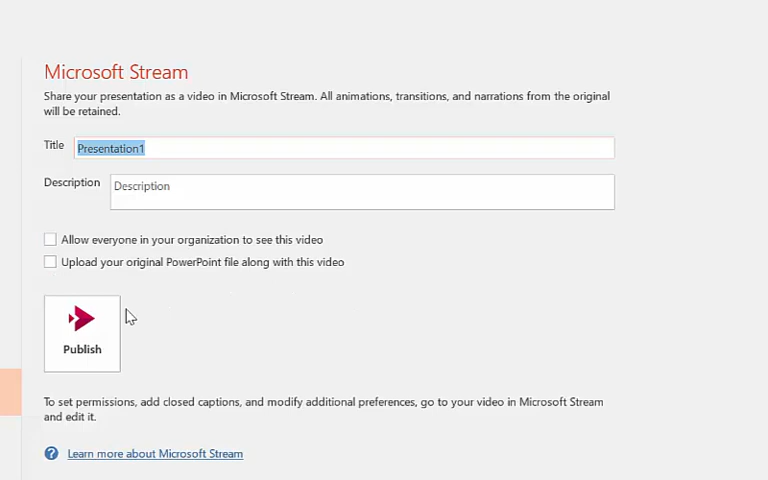 Microsoft Stream
Share your presentation as a video in Microsoft Stream. All animations, transitions, and narrations from the original
will be retained.
Title Presentation1
Description Description
Allow everyone in your organization to see this video
Upload your original PowerPoint file along with this video
Publish
To set permissions, add closed captions, and modify additional preferences, go to your video in Microsoft Stream
and edit it.
? Learn more about Microsoft Stream